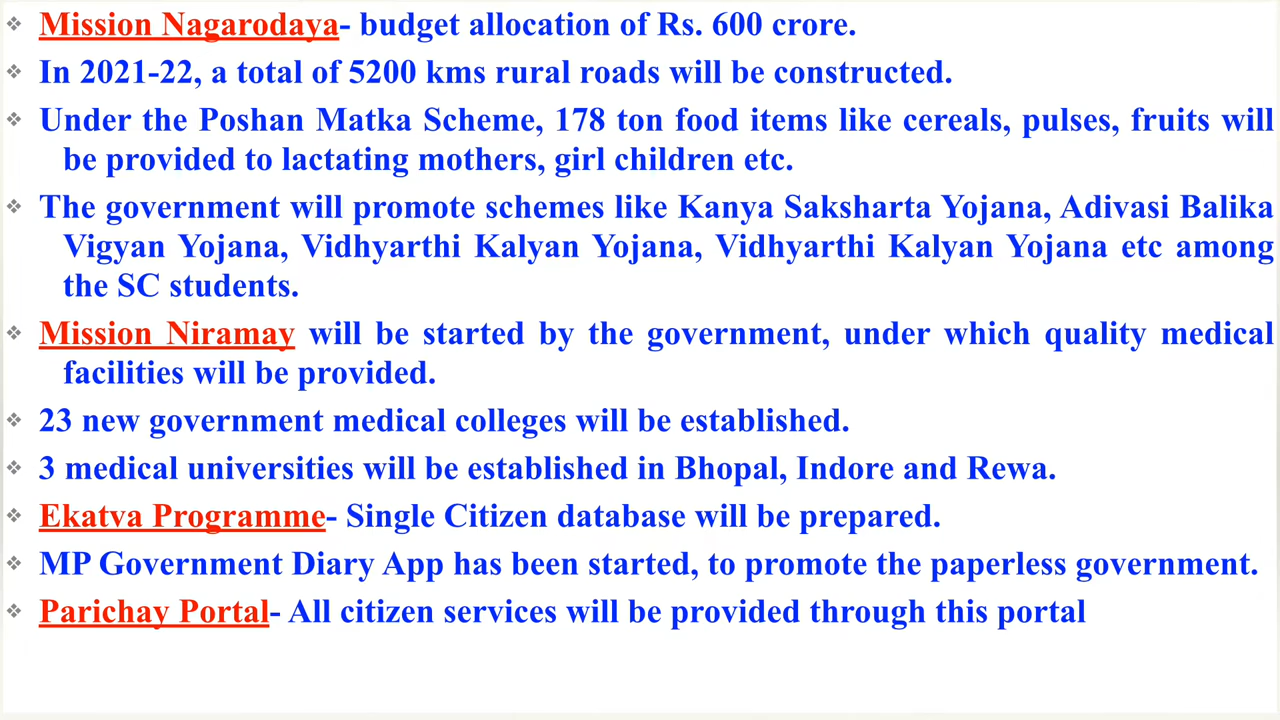 Mission Nagarodaya- budget allocation of Rs. 600 crore.
In 2021-22, a total of 5200 kms rural roads will be constructed.
Under the Poshan Matka Scheme, 178 ton food items like cereals, pulses, fruits will
be provided to lactating mothers, girl children etc.
The government will promote schemes like Kanya Saksharta Yojana, Adivasi Balika
Vigyan Yojana, Vidhyarthi Kalyan Yojana, Vidhyarthi Kalyan Yojana etc among
the SC students.
Mission Niramay will be started by the government, under which quality medical
facilities will be provided.
23 new government medical colleges will be established.
3 medical universities will be established in Bhopal, Indore and Rewa.
Ekatva Programme- Single Citizen database will be prepared.
MP Government Diary App has been started, to promote the paperless government.
Parichay Portal- All citizen services will be provided through this portal